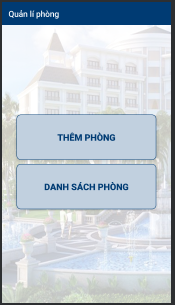 Quản lí phòng
THÊM PHÒNG
DANH SÁCH PHÒNG